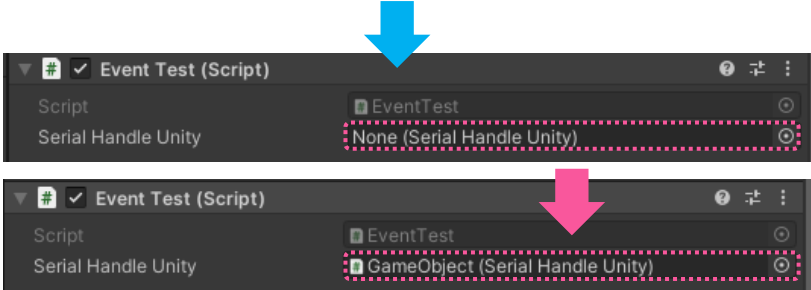 Event Test (Script)
Script EventTest
Serial Handle Unity None (Serial Handle Unity)
Event Test (Script)
Script EventTest
Serial Handle Unity GameObject (Serial Handle Unity)